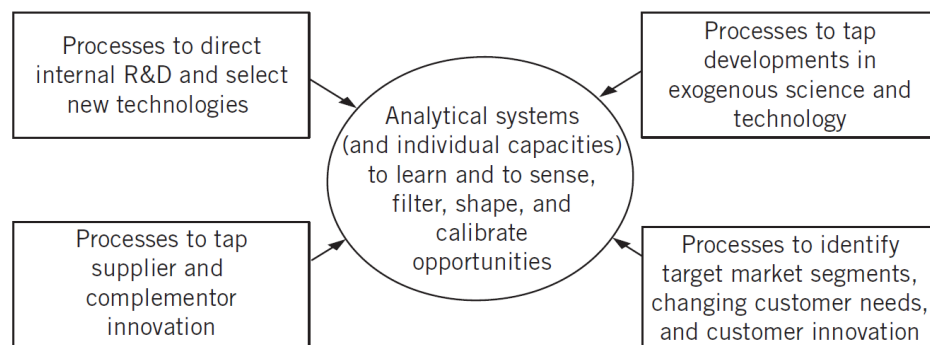 Processes to direct
internal R&D and select
new technologies
Processes to tap
developments in
exogenous science and
technology
Analytical systems
(and individual capacities)
to learn and to sense,
filter, shape, and
calibrate
opportunities
Processes to tap
supplier and
complementor
innovation
Processes to identify
target market segments,
changing customer needs,
and customer innovation